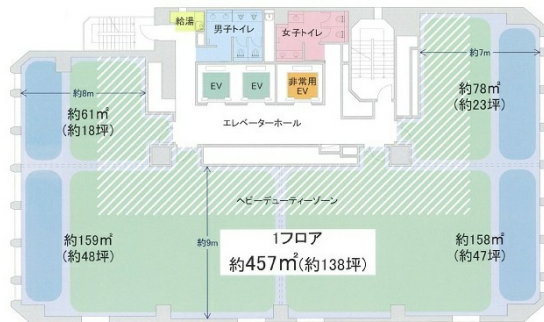 給湯
男子トイレ
女子トイレ
EV
EV
非常用
EV
エレベーターホール
約8m
約61㎡
(約18坪)
約7m
約78㎡
(約23坪)
ヘビーデューティーゾーン
約9m
約159㎡
(約48坪)
1フロア
約457㎡(約138坪)
約158㎡
(約47坪)